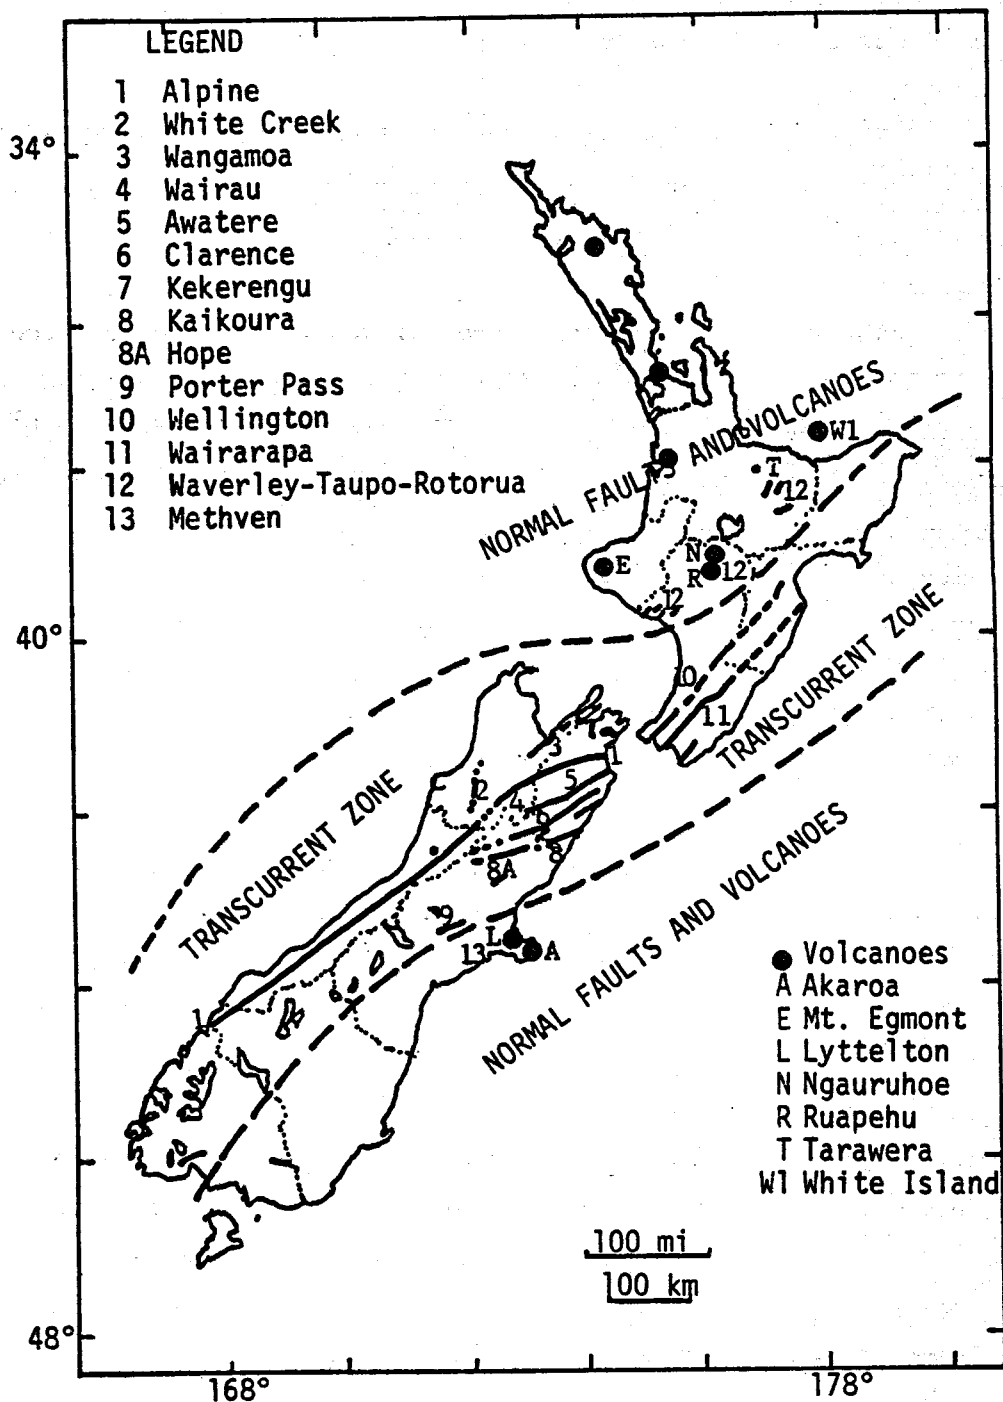 LEGEND
1 Alpine
2 White Creek
3 Wangamoa
4 Wairau
5 Awatere
6 Clarence
7 Kekerengu
8 Kaikoura
8A Hope
9 Porter Pass
10 Wellington
11 Wairarapa
12 Waverley-Taupo-Rotorua
13 Methven
34°
40°
48°
168°
178°
NORMAL FAULTS AND VOLCANOES
W1
T
12
N
R
12
E
12
10
11
TRANSCURRENT ZONE
3
7
1
2
4
5
6
8
8A
TRANSCURRENT ZONE
9
L
13
A
1
NORMAL FAULTS AND VOLCANOES
Volcanoes
A Akaroa
E Mt. Egmont
L Lyttelton
N Ngauruhoe
R Ruapehu
T Tarawera
W1 White Island
100 mi
100 km